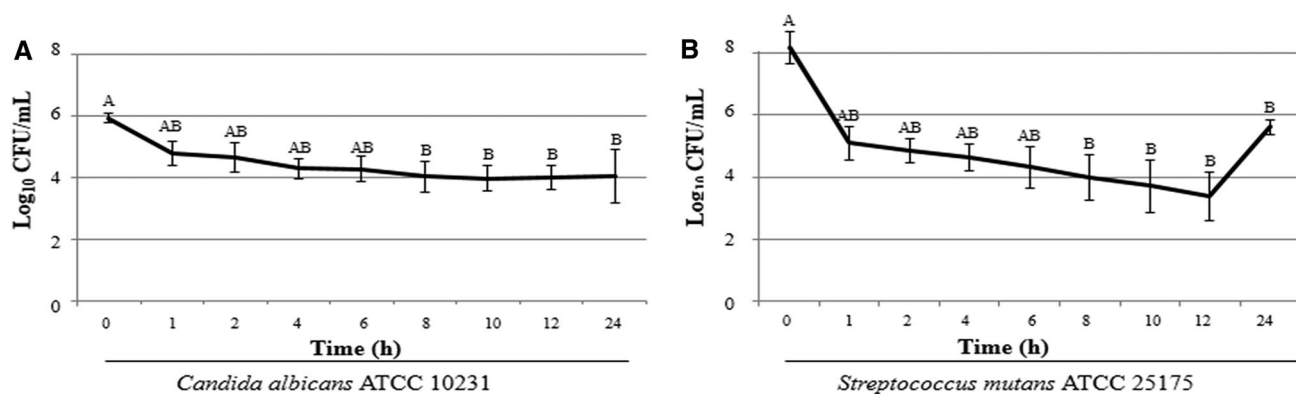 A
8
6
4
2
0
Log10 CFU/mL
A
AB
AB
AB
AB
B
B
B
B
0 1 2 4 6 8 10 12 24
Time (h)
Candida albicans ATCC 10231
B
8
6
4
2
0
Log10 CFU/mL
A
AB
AB
AB
AB
B
B
B
B
0 1 2 4 6 8 10 12 24
Time (h)
Streptococcus mutans ATCC 25175